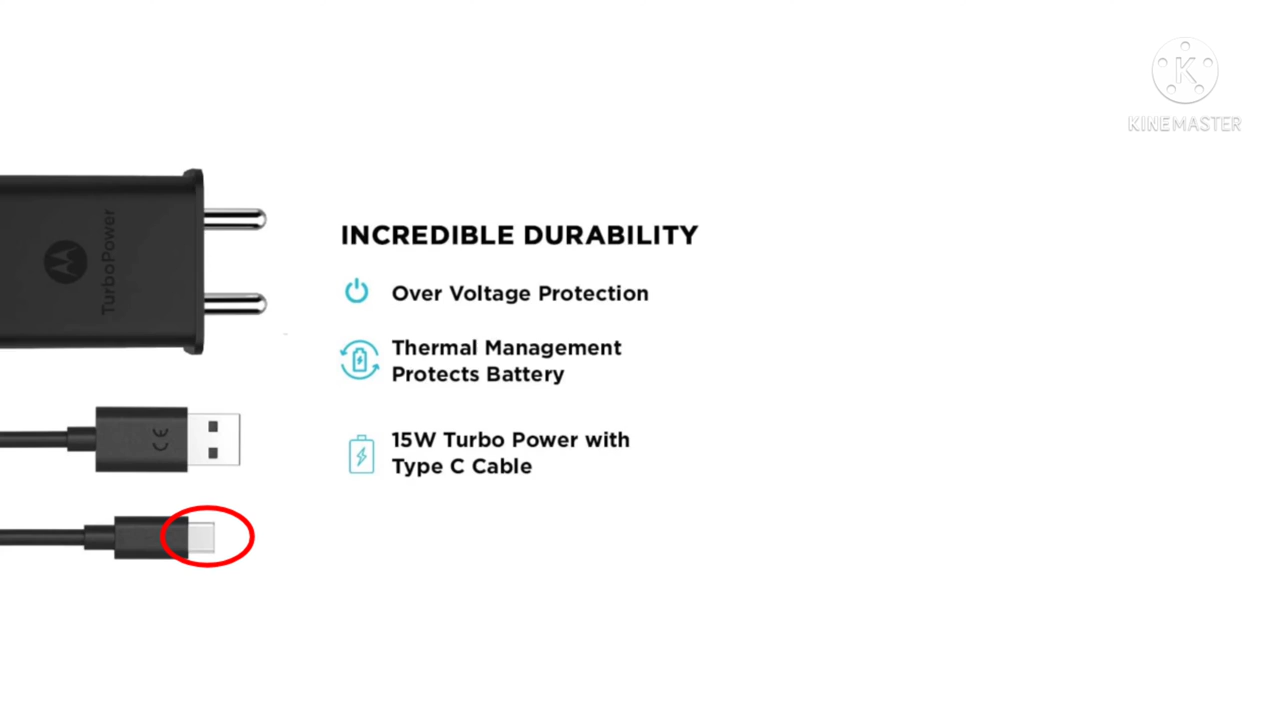 KINEMASTER
TurboPower
INCREDIBLE DURABILITY
Over Voltage Protection
Thermal Management
Protects Battery
CE
15W Turbo Power with
Type C Cable